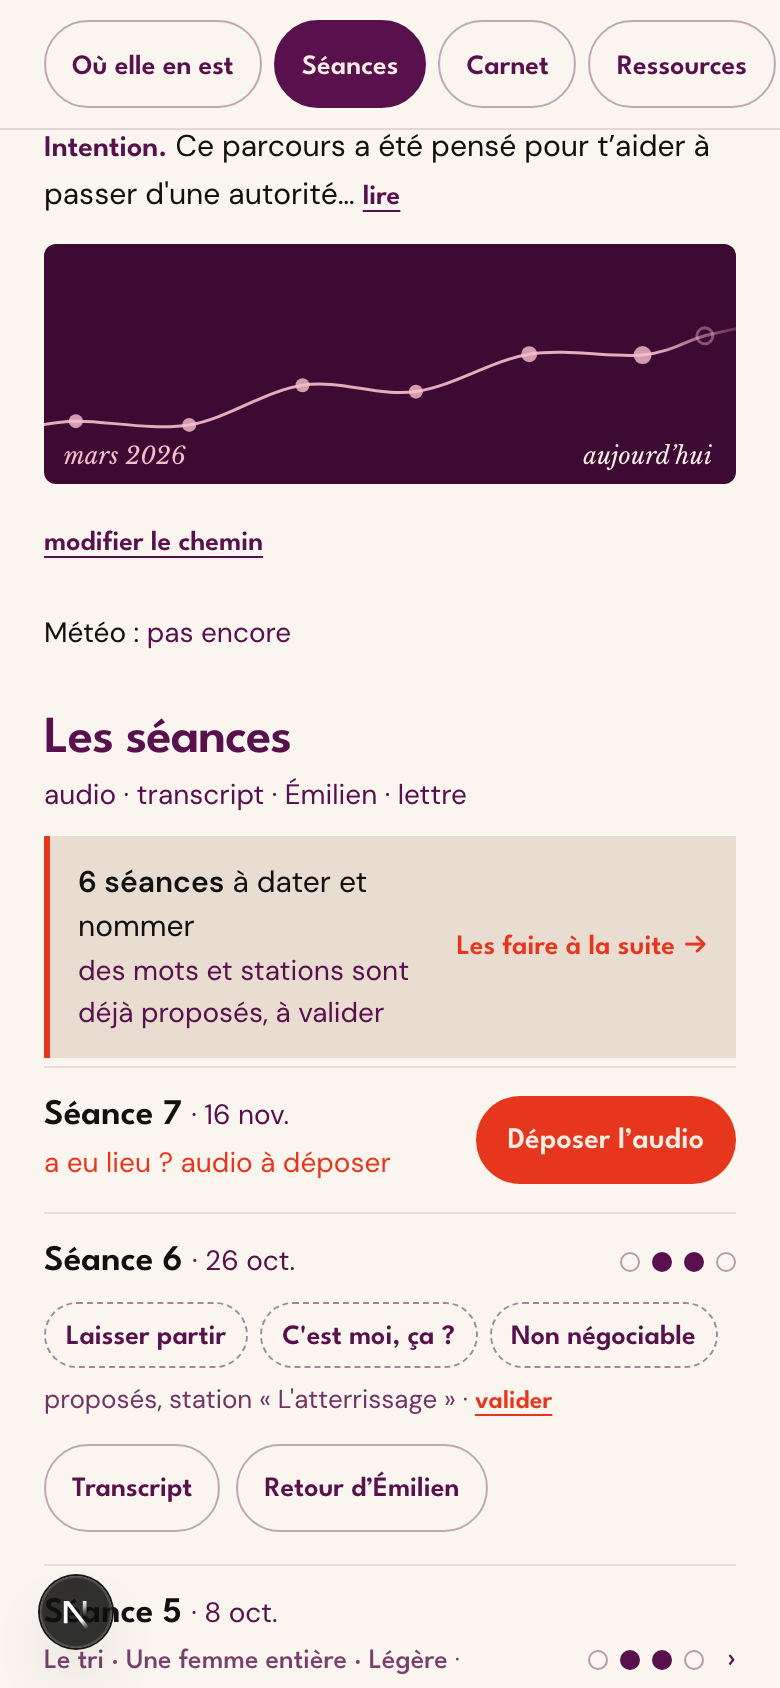 Où elle en est
Séances
Carnet
Ressources
Intention. Ce parcours a été pensé pour t’aider à
passer d'une autorité… lire
mars 2026
aujourd’hui
modifier le chemin
Météo : pas encore
Les séances
audio · transcript · Émilien · lettre
6 séances à dater et
nommer
des mots et stations sont
déjà proposés, à valider
Les faire à la suite →
Séance 7 · 16 nov.
a eu lieu ? audio à déposer
Déposer l’audio
Séance 6 · 26 oct.
Laisser partir
C'est moi, ça ?
Non négociable
proposés, station « L'atterrissage » · valider
Transcript
Retour d’Émilien
Séance 5 · 8 oct.
N
Le tri · Une femme entière · Légère ·